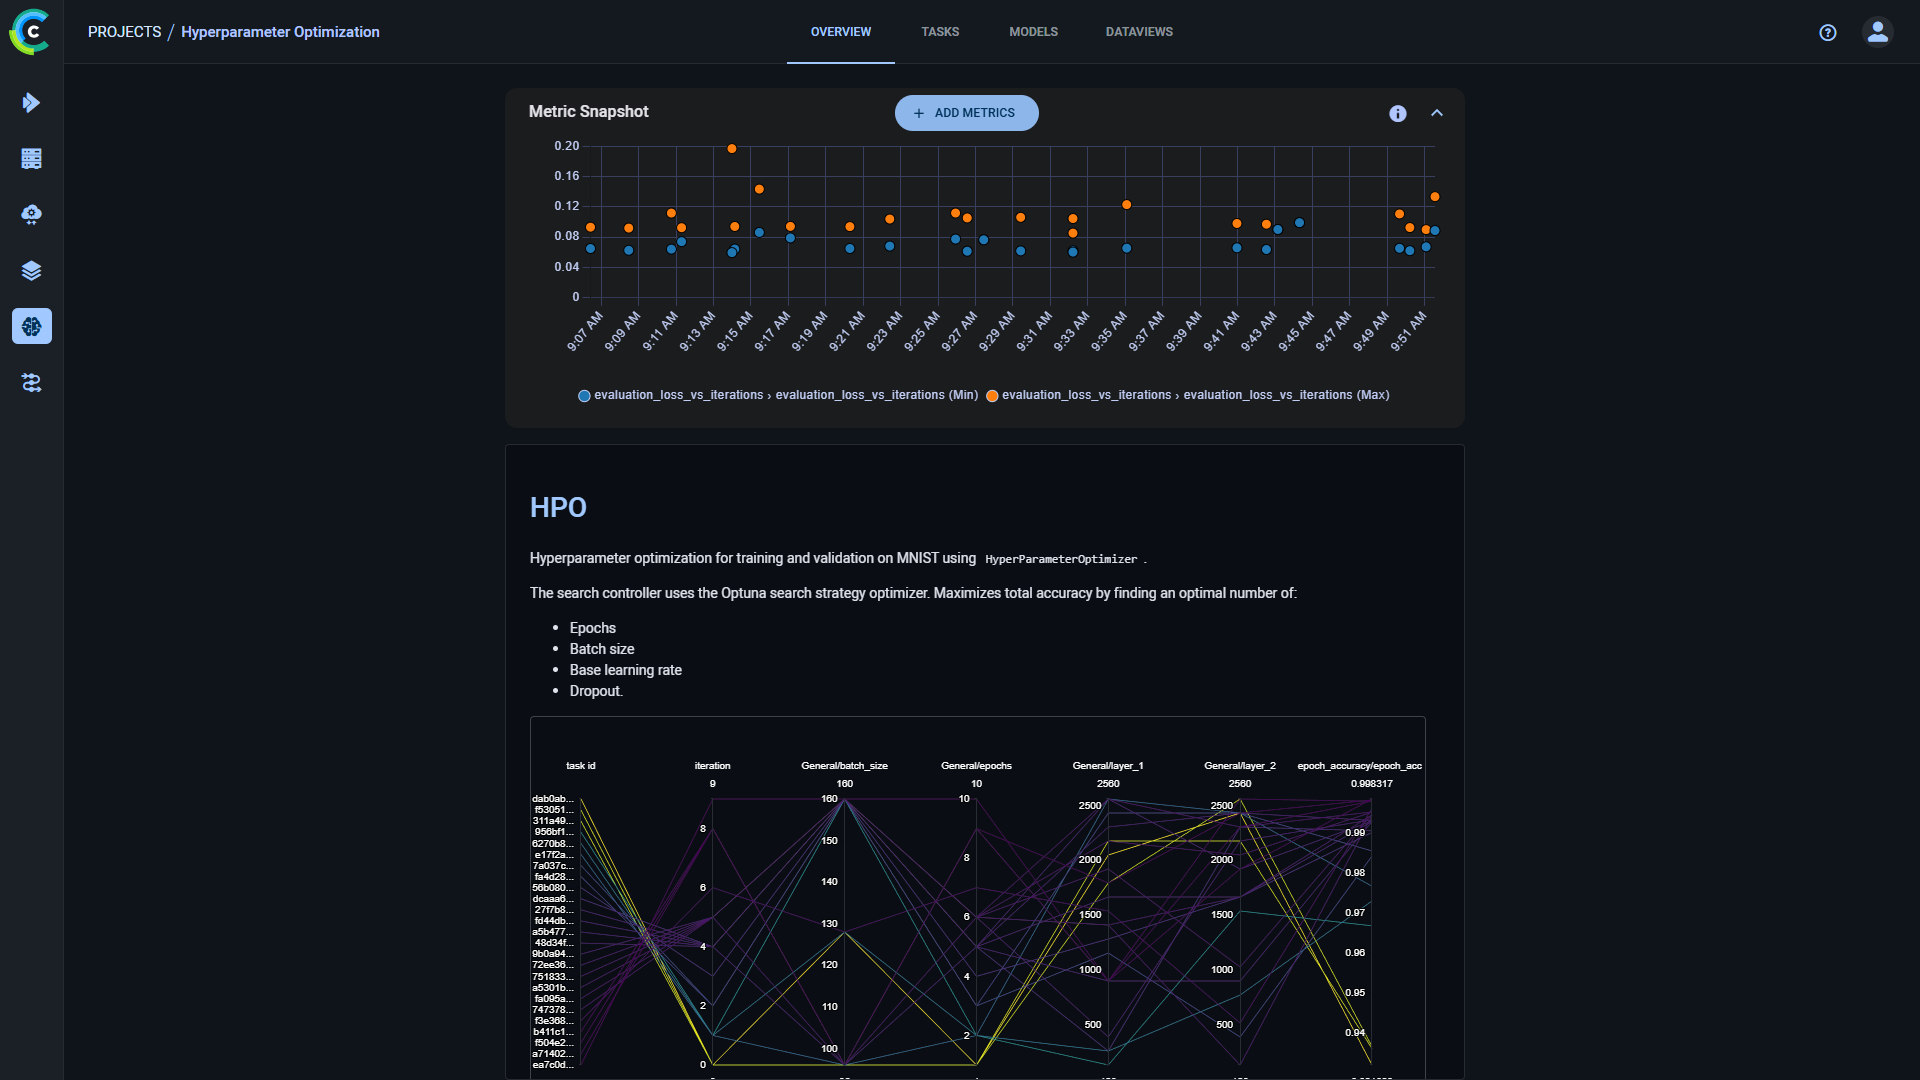 PROJECTS / Hyperparameter Optimization
OVERVIEW TASKS MODELS DATAVIEWS
Metric Snapshot
+ ADD METRICS
0.20
0.16
0.12
0.08
0.04
0
9:07 AM 9:09 AM 9:11 AM 9:13 AM 9:15 AM 9:17 AM 9:19 AM 9:21 AM 9:23 AM 9:25 AM 9:27 AM 9:29 AM 9:31 AM 9:33 AM 9:35 AM 9:37 AM 9:39 AM 9:41 AM 9:43 AM 9:45 AM 9:47 AM 9:49 AM 9:51 AM
evaluation_loss_vs_iterations › evaluation_loss_vs_iterations (Min) evaluation_loss_vs_iterations › evaluation_loss_vs_iterations (Max)
HPO
Hyperparameter optimization for training and validation on MNIST using HyperParameterOptimizer .
The search controller uses the Optuna search strategy optimizer. Maximizes total accuracy by finding an optimal number of:
• Epochs
• Batch size
• Base learning rate
• Dropout.
task id iteration General/batch_size General/epochs General/layer_1 General/layer_2 epoch_accuracy/epoch_acc
9 160 10 2560 2560 0.998317
dab0ab...
f53051...
311a49...
956bf1...
6270b8...
e17f2a...
7a037c...
fa4d28...
56b080...
dcaaa6...
27f7b8...
fd44db...
a5b477...
48d34f...
9b0a94...
72ee36...
751833...
a5301b...
fa095a...
747378...
f3e368...
b411c1...
f504e2...
a71402...
ea7c0d...
8
6
4
2
0
160
150
140
130
120
110
100
10
8
6
4
2
2500
2000
1500
1000
500
2500
2000
1500
1000
500
0.99
0.98
0.97
0.96
0.95
0.94